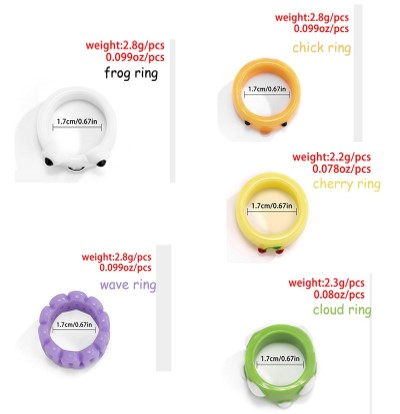 weight:2.8g/pcs
0.099oz/pcs
frog ring
1.7cm/0.67in
weight:2.8g/pcs
0.099oz/pcs
chick ring
1.7cm/0.67in
weight:2.2g/pcs
0.078oz/pcs
cherry ring
1.7cm/0.67in
weight:2.8g/pcs
0.099oz/pcs
wave ring
1.7cm/0.67in
weight:2.3g/pcs
0.08oz/pcs
cloud ring
1.7cm/0.67in